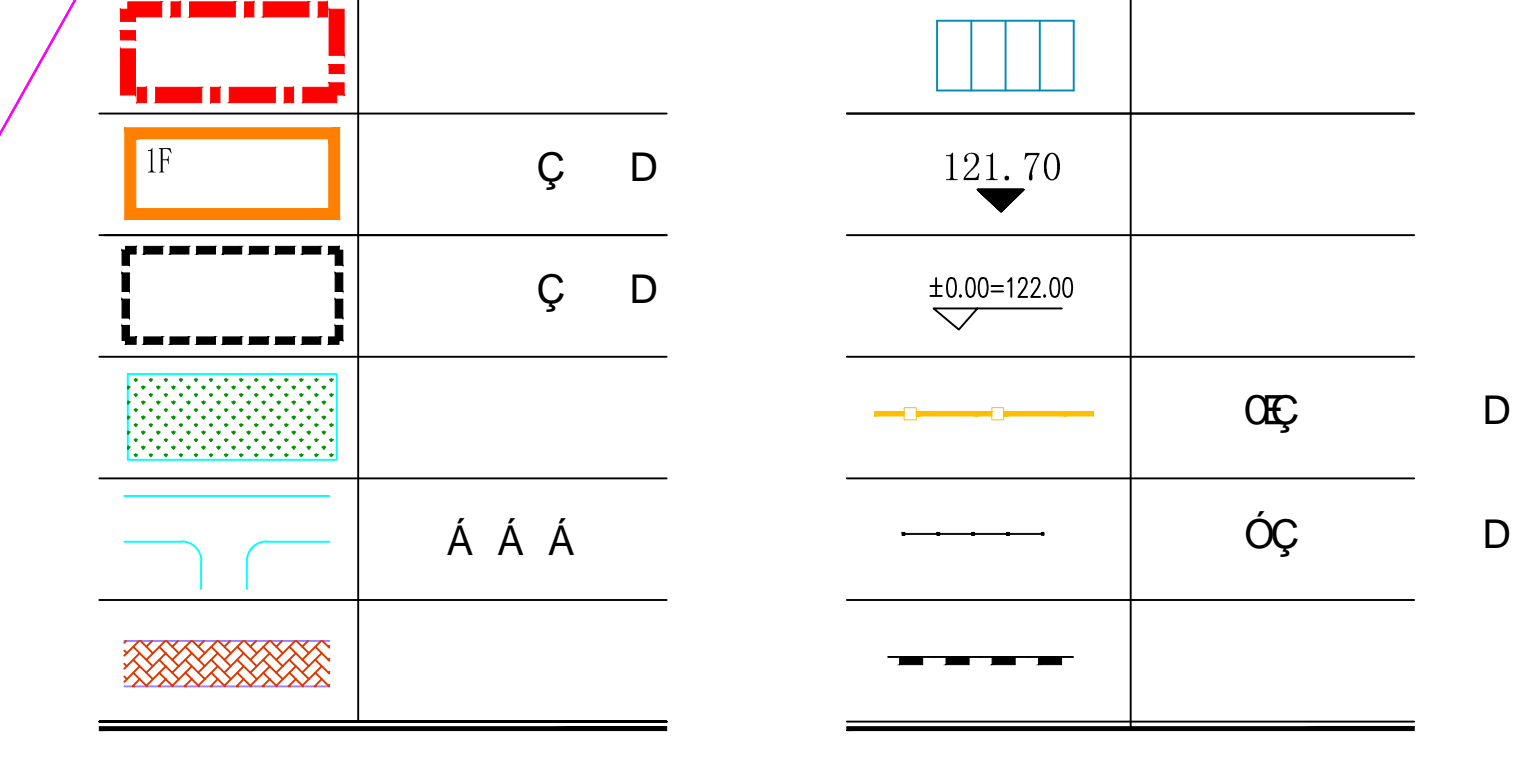 1F
Ç D
Ç D
Á Á Á
121.70
±0.00=122.00
ŒÇ D
ÓÇ D